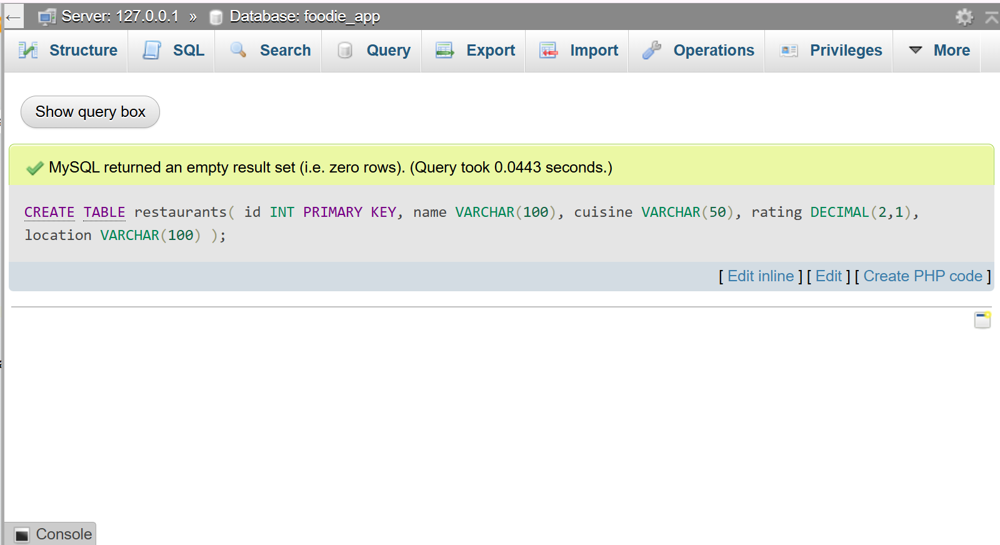 ← Server: 127.0.0.1 » Database: foodie_app
Structure SQL Search Query Export Import Operations Privileges More
Show query box
MySQL returned an empty result set (i.e. zero rows). (Query took 0.0443 seconds.)
CREATE TABLE restaurants( id INT PRIMARY KEY, name VARCHAR(100), cuisine VARCHAR(50), rating DECIMAL(2,1),
location VARCHAR(100) );
[ Edit inline ] [ Edit ] [ Create PHP code ]
Console